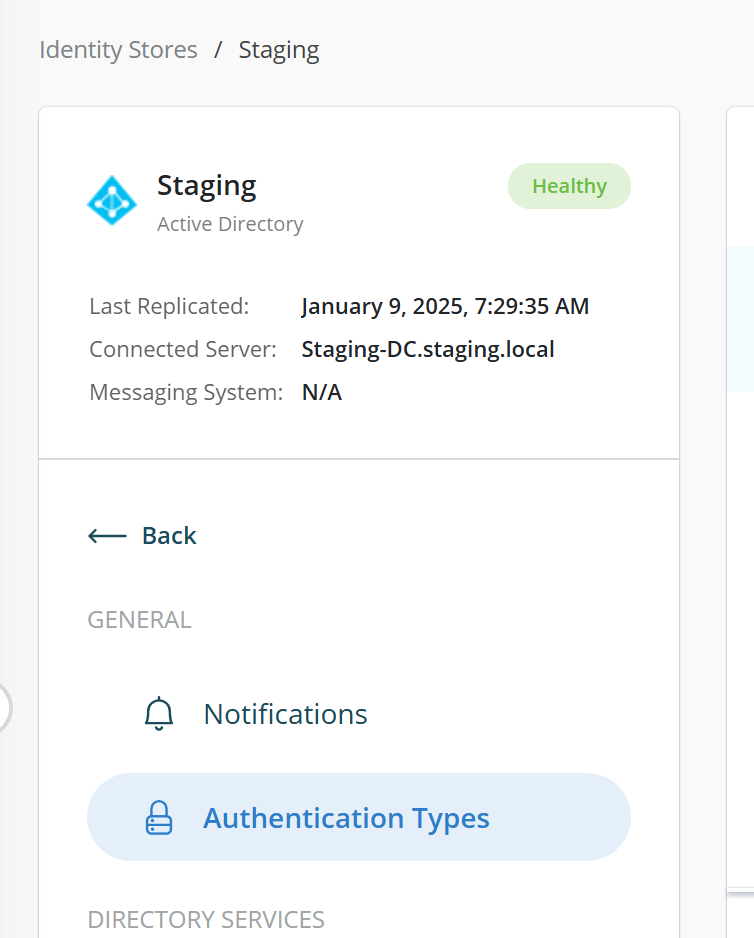 Identity Stores / Staging
Staging
Healthy
Active Directory
Last Replicated: January 9, 2025, 7:29:35 AM
Connected Server: Staging-DC.staging.local
Messaging System: N/A
Back
GENERAL
Notifications
Authentication Types
DIRECTORY SERVICES